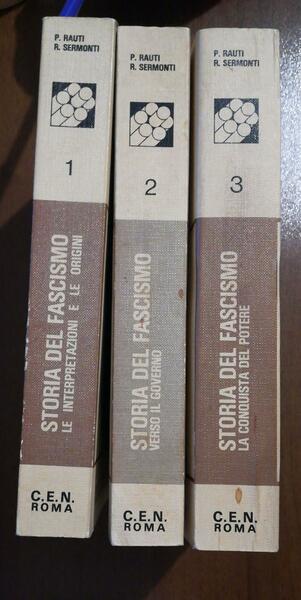 P. RAUTI
R. SERMONTI
1
STORIA DEL FASCISMO
LE INTERPRETAZIONI E LE ORIGINI
C.E.N.
ROMA
P. RAUTI
R. SERMONTI
2
STORIA DEL FASCISMO
VERSO IL GOVERNO
C.E.N.
ROMA
P. RAUTI
R. SERMONTI
3
STORIA DEL FASCISMO
LA CONQUISTA DEL POTERE
C.E.N.
ROMA